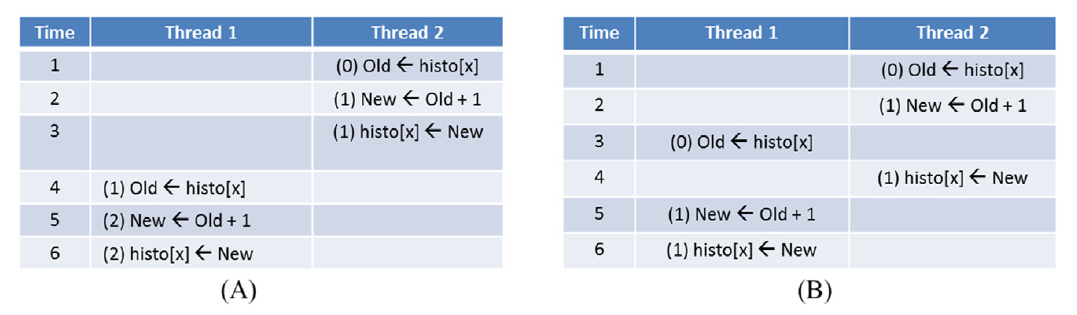 Time Thread 1 Thread 2
1 (0) Old ← histo[x]
2 (1) New ← Old + 1
3 (1) histo[x] ← New
4 (1) Old ← histo[x]
5 (2) New ← Old + 1
6 (2) histo[x] ← New
(A)
Time Thread 1 Thread 2
1 (0) Old ← histo[x]
2 (1) New ← Old + 1
3 (0) Old ← histo[x]
4 (1) histo[x] ← New
5 (1) New ← Old + 1
6 (1) histo[x] ← New
(B)